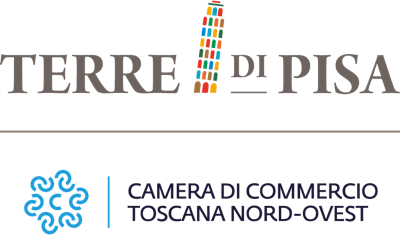 TERRE DI PISA
CAMERA DI COMMERCIO
TOSCANA NORD-OVEST